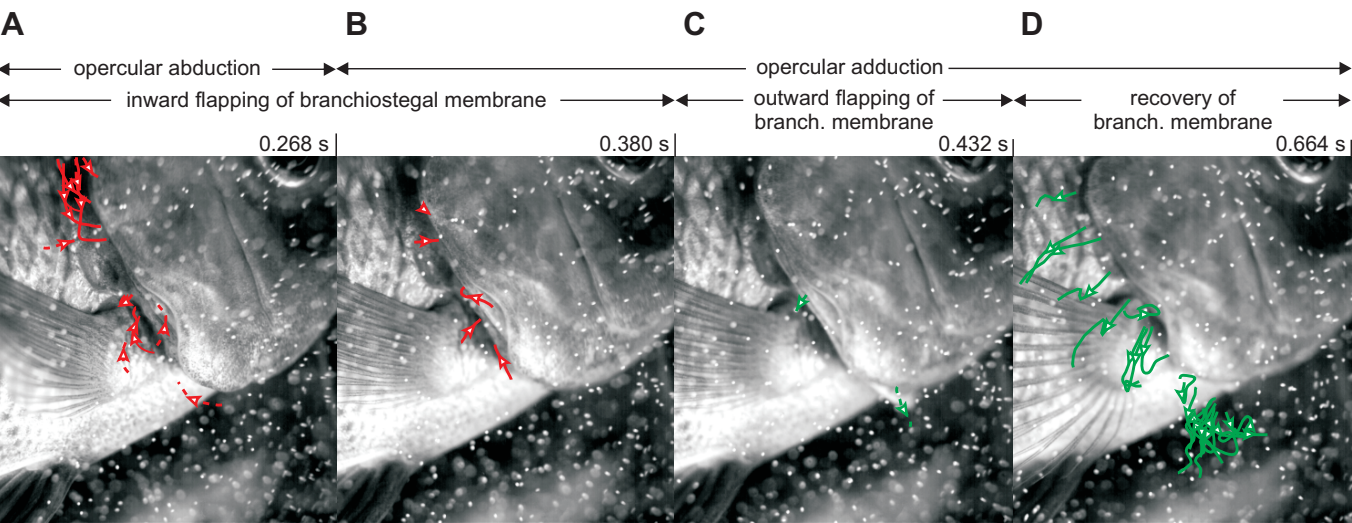 A
B
C
D
opercular abduction
opercular adduction
inward flapping of branchiostegal membrane
outward flapping of
branch. membrane
recovery of
branch. membrane
0.268 s
0.380 s
0.432 s
0.664 s